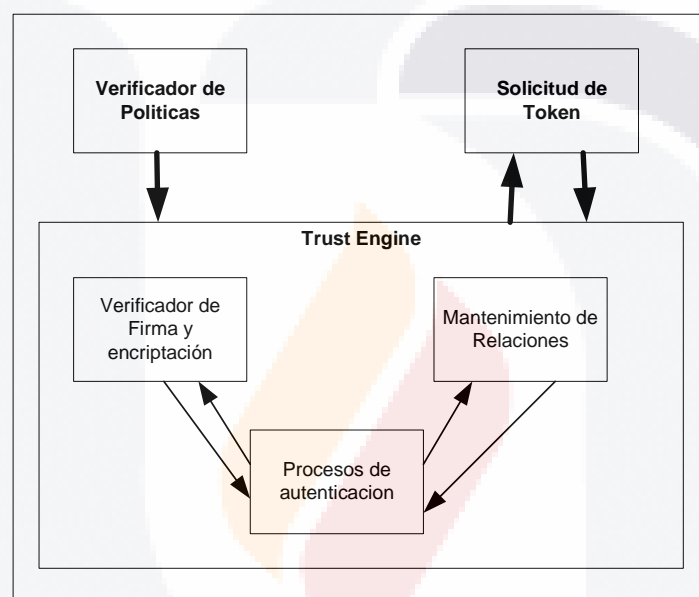 Verificador de
Politicas
Solicitud de
Token
Trust Engine
Verificador de
Firma y
encriptación
Mantenimiento de
Relaciones
Procesos de
autenticacion